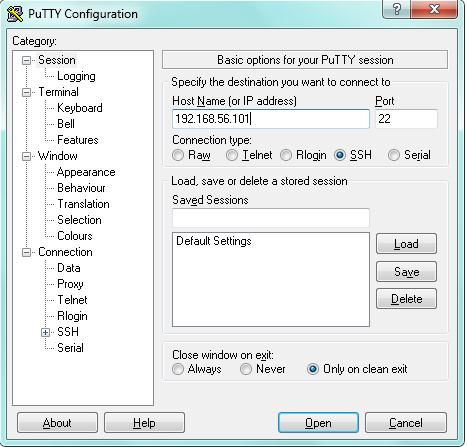 PuTTY Configuration
Category:
Session
Logging
Terminal
Keyboard
Bell
Features
Window
Appearance
Behaviour
Translation
Selection
Colours
Connection
Data
Proxy
Telnet
Rlogin
SSH
Serial
Basic options for your PuTTY session
Specify the destination you want to connect to
Host Name (or IP address) Port
192.168.56.101 22
Connection type:
Raw Telnet Rlogin SSH Serial
Load, save or delete a stored session
Saved Sessions
Default Settings
Load
Save
Delete
Close window on exit:
Always Never Only on clean exit
About Help Open Cancel